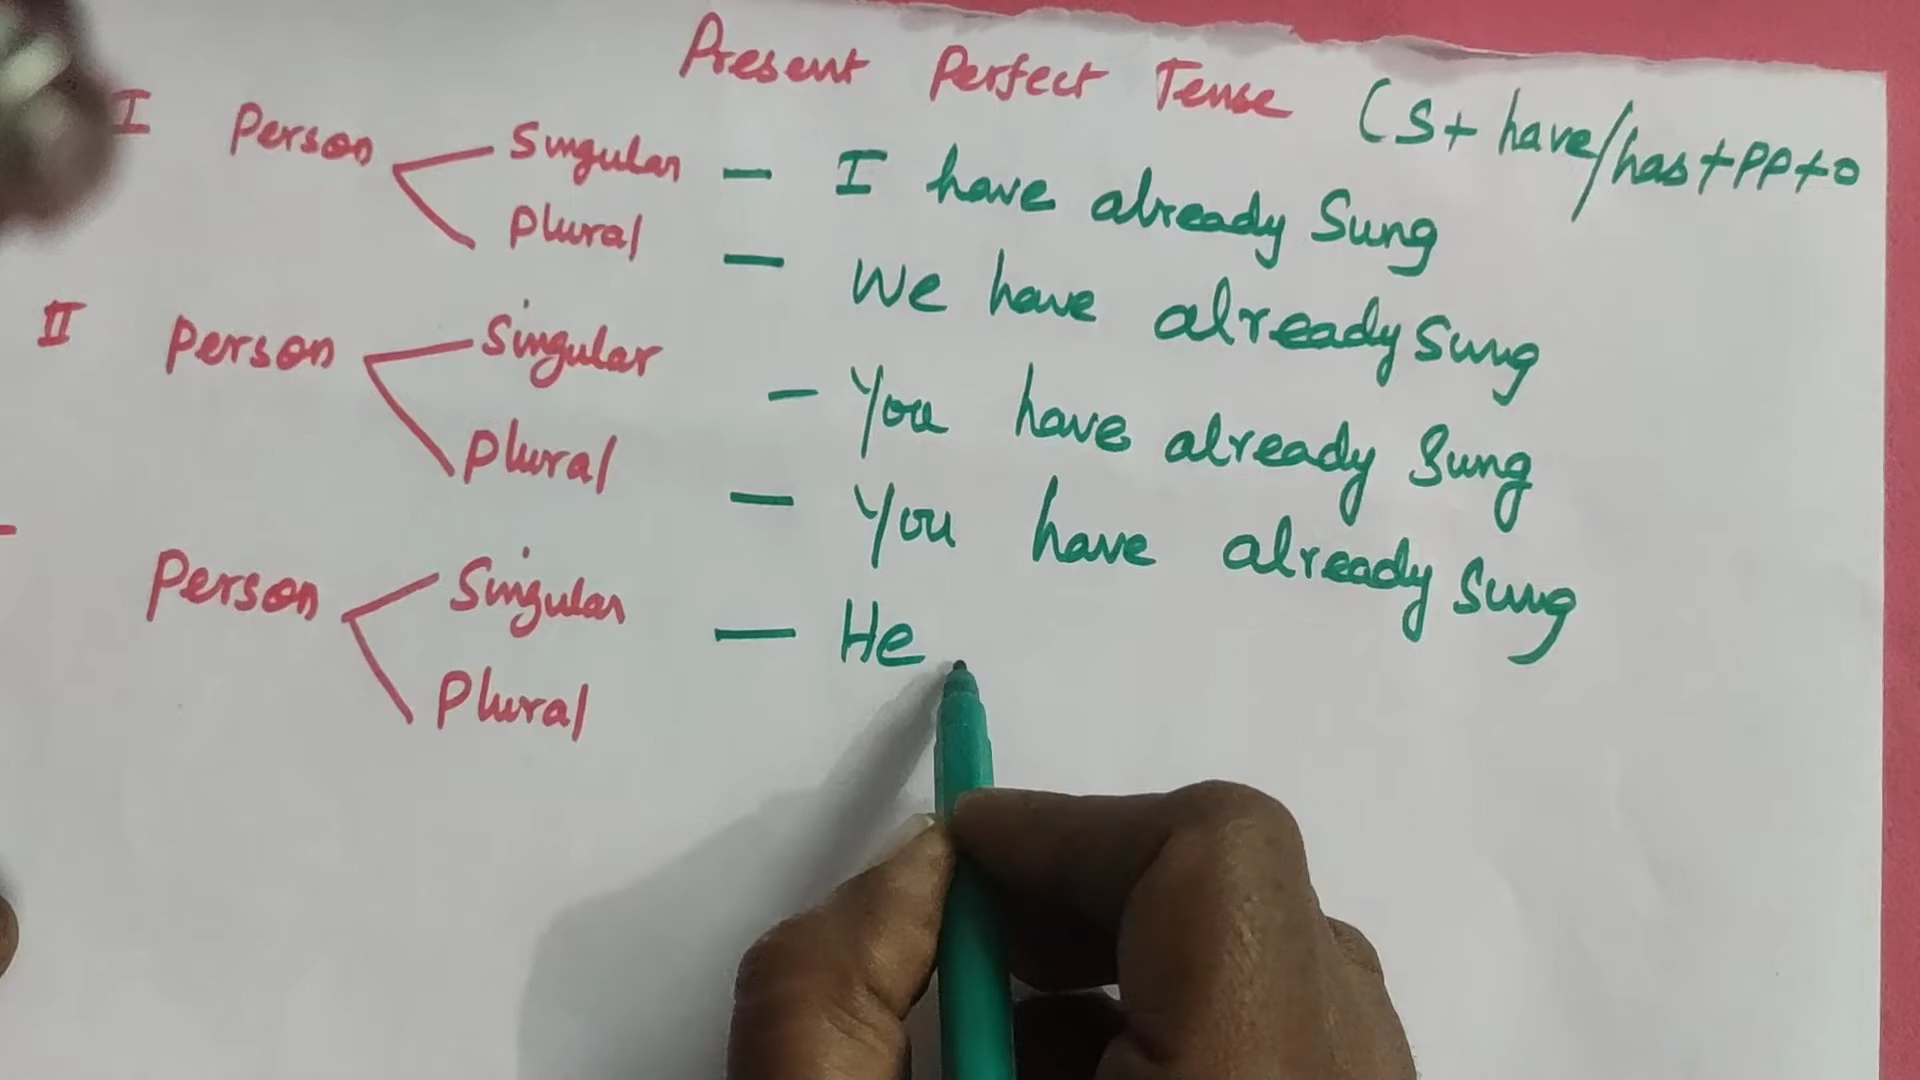 Present Perfect Tense (S+ have/has+PP+O
I Person Singular - I have already Sung
Plural - We have already Sung
II Person Singular - You have already Sung
Plural - You have already Sung
Person Singular - He
Plural